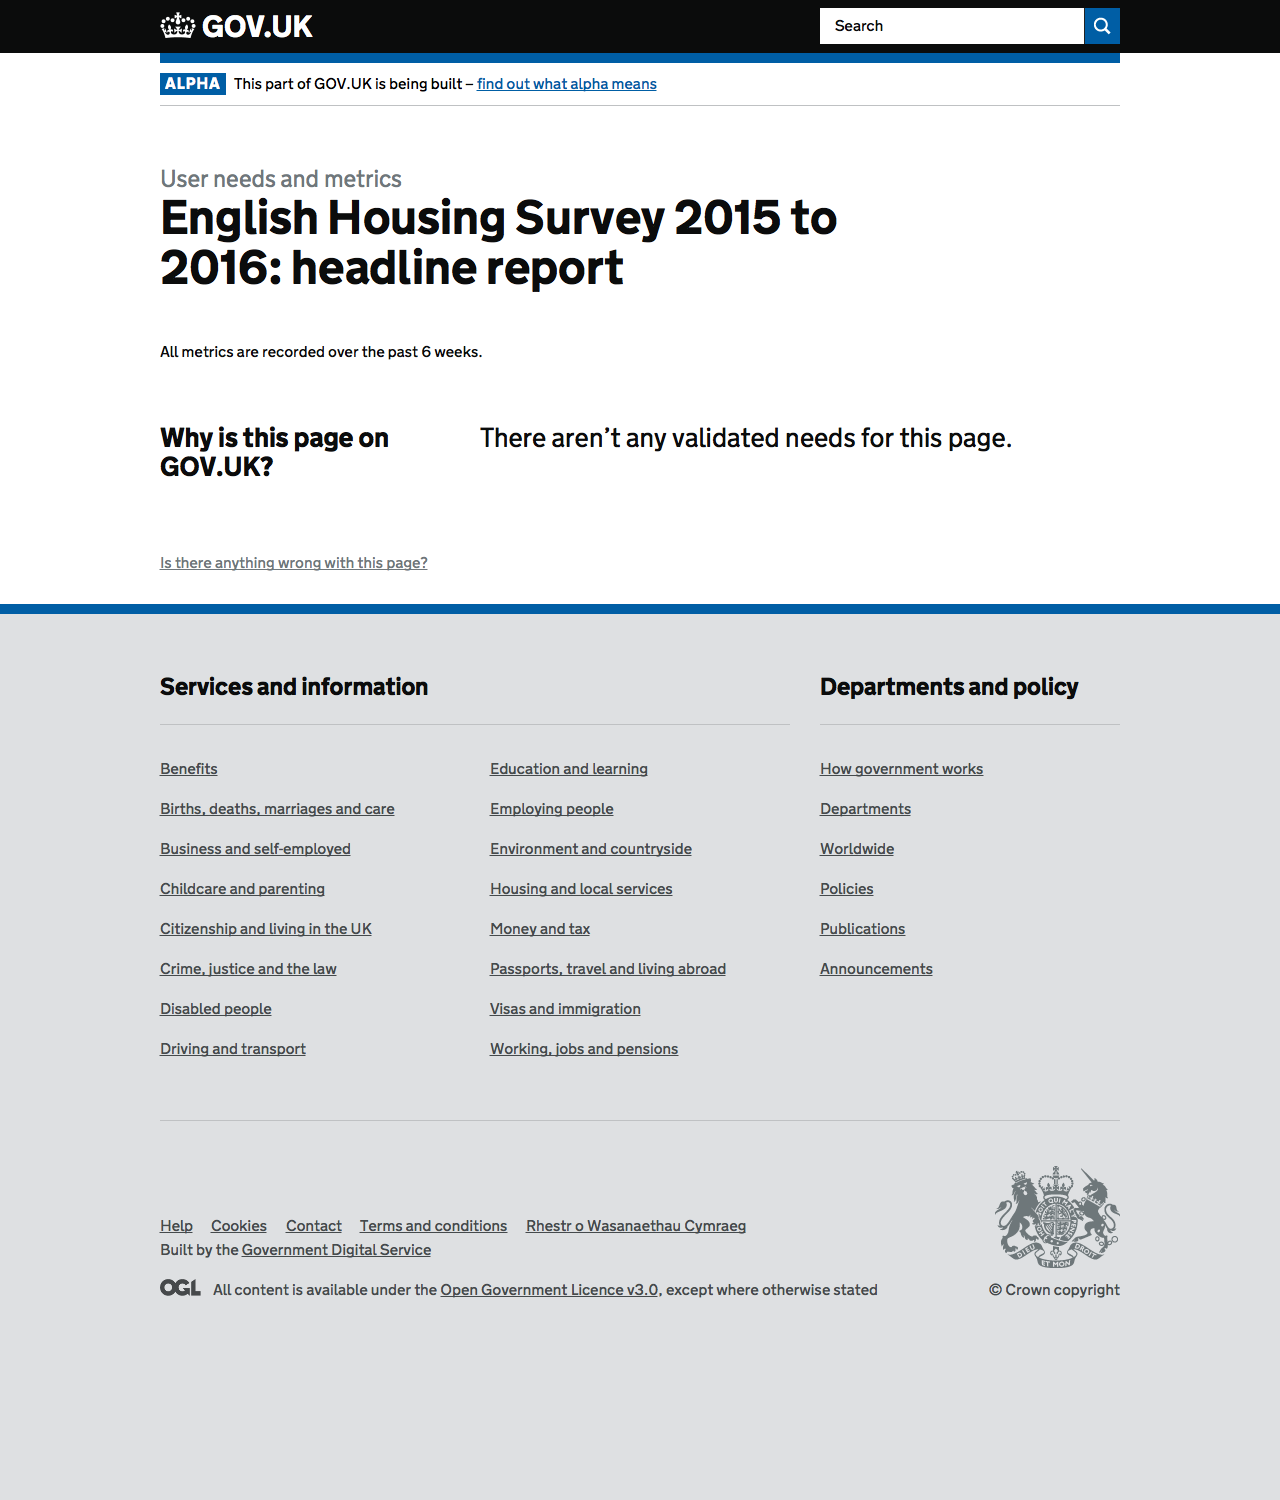 GOV.UK
Search
ALPHA This part of GOV.UK is being built – find out what alpha means
User needs and metrics
English Housing Survey 2015 to
2016: headline report
All metrics are recorded over the past 6 weeks.
Why is this page on
GOV.UK?
There aren’t any validated needs for this page.
Is there anything wrong with this page?
Services and information
Benefits
Births, deaths, marriages and care
Business and self-employed
Childcare and parenting
Citizenship and living in the UK
Crime, justice and the law
Disabled people
Driving and transport
Education and learning
Employing people
Environment and countryside
Housing and local services
Money and tax
Passports, travel and living abroad
Visas and immigration
Working, jobs and pensions
Departments and policy
How government works
Departments
Worldwide
Policies
Publications
Announcements
Help Cookies Contact Terms and conditions Rhestr o Wasanaethau Cymraeg
Built by the Government Digital Service
OGL All content is available under the Open Government Licence v3.0, except where otherwise stated
DIEU ET MON DROIT
© Crown copyright